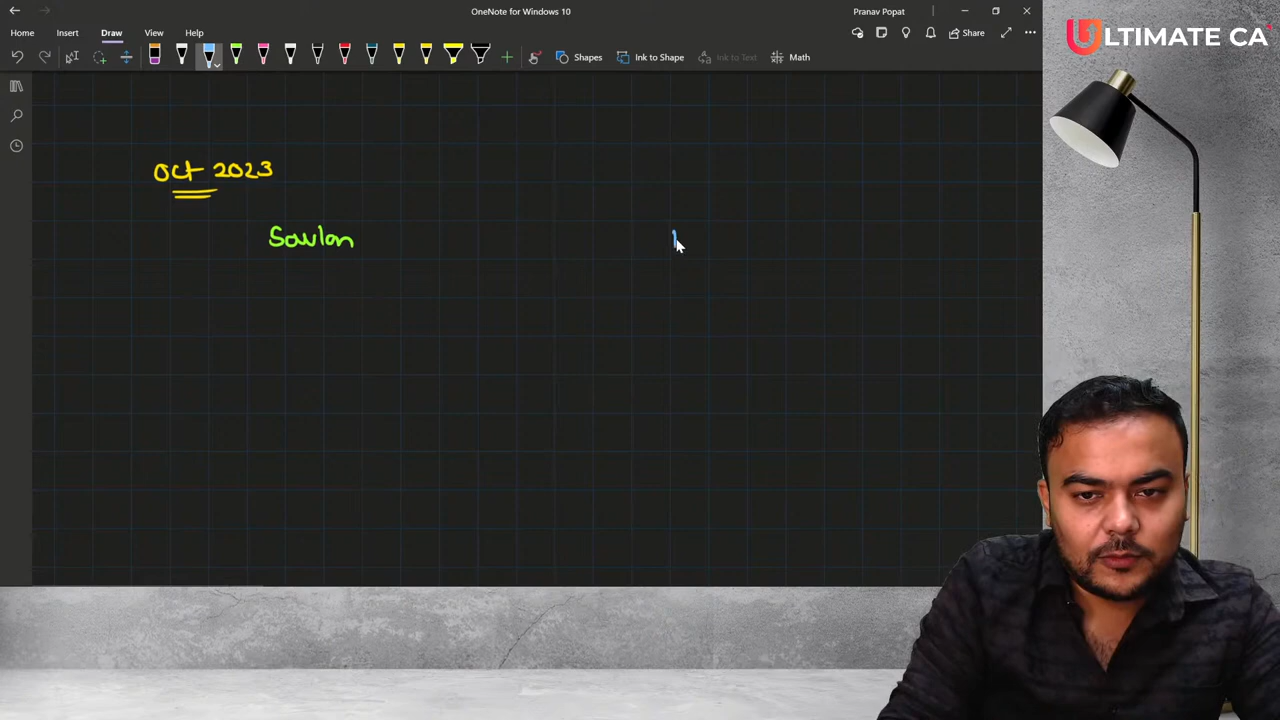 OneNote for Windows 10
Pranav Popat
Home Insert Draw View Help
Share
Shapes Ink to Shape Ink to Text Math
ULTIMATE CA
Oct 2023
Savlon